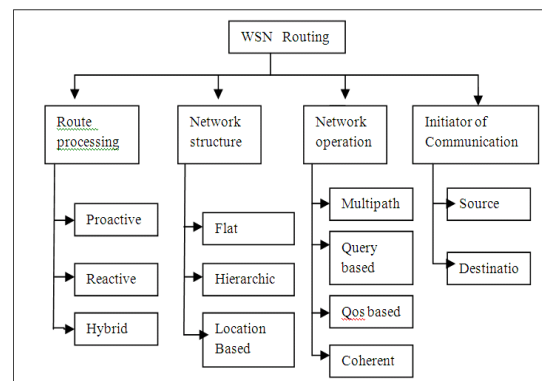 WSN Routing
Route
processing
Network
structure
Network
operation
Initiator of
Communication
Proactive
Reactive
Hybrid
Flat
Hierarchic
Location
Based
Multipath
Query
based
Qos based
Coherent
Source
Destinatio